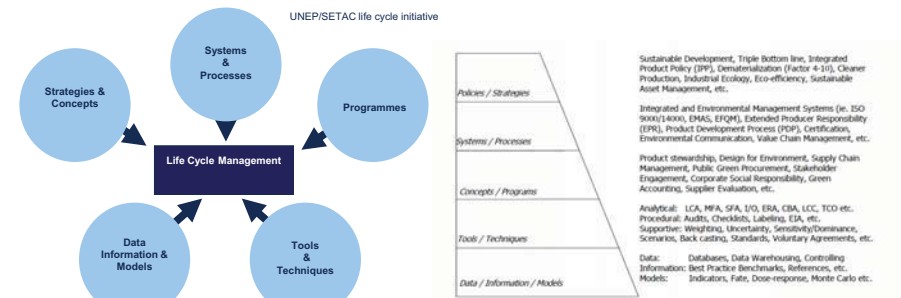 UNEP/SETAC life cycle initiative
Systems
&
Processes
Strategies &
Concepts
Programmes
Life Cycle Management
Data
Information &
Models
Tools
&
Techniques
Policies / Strategies
Systems / Processes
Concepts / Programs
Tools / Techniques
Data / Information / Models
Sustainable Development, Triple Bottom line, Integrated
Product Policy (IPP), Dematerialization (Factor 4-10), Cleaner
Production, Industrial Ecology, Eco-efficiency, Sustainable
Asset Management, etc.
Integrated and Environmental Management Systems (ie. ISO
9000/14000, EMAS, EFQM), Extended Producer Responsibility
(EPR), Product Development Process (PDP), Certification,
Environmental Communication, Value Chain Management, etc.
Product stewardship, Design for Environment, Supply Chain
Management, Public Green Procurement, Stakeholder
Engagement, Corporate Social Responsibility, Green
Accounting, Supplier Evaluation, etc.
Analytical: LCA, MFA, SFA, I/O, ERA, CBA, LCC, TCO etc.
Procedural: Audits, Checklists, Labeling, EIA, etc.
Supportive: Weighting, Uncertainty, Sensitivity/Dominance,
Scenarios, Back casting, Standards, Voluntary Agreements, etc.
Data: Databases, Data Warehousing, Controlling
Information: Best Practice Benchmarks, References, etc.
Models: Indicators, Fate, Dose-response, Monte Carlo etc.